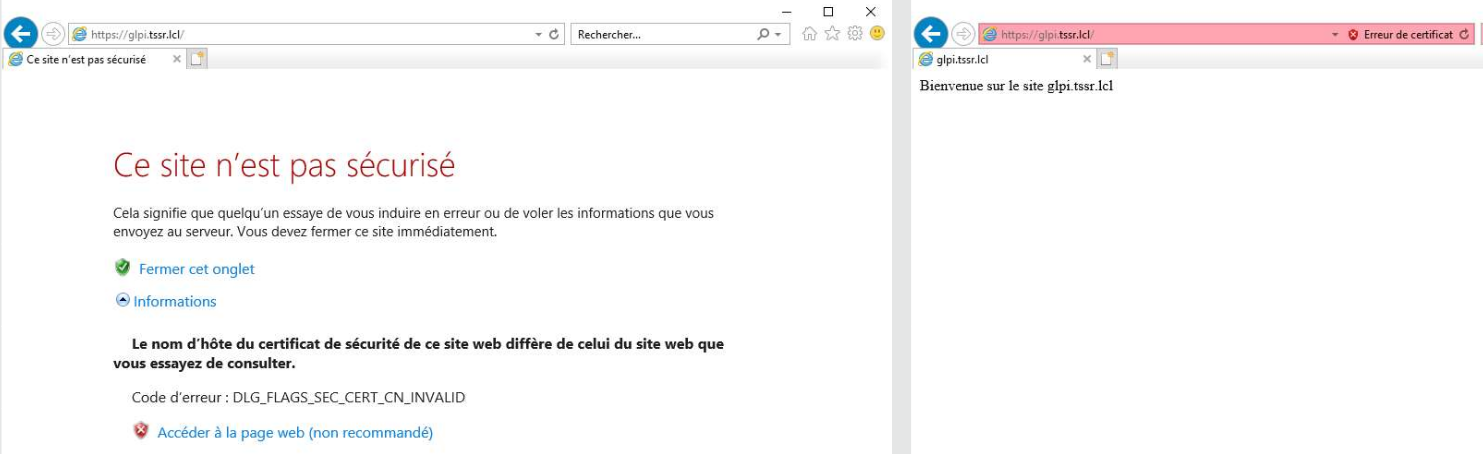 https://glpi.tssr.lcl/
Rechercher...
Ce site n'est pas sécurisé
Ce site n'est pas sécurisé
Cela signifie que quelqu'un essaye de vous induire en erreur ou de voler les informations que vous
envoyez au serveur. Vous devez fermer ce site immédiatement.
Fermer cet onglet
Informations
Le nom d'hôte du certificat de sécurité de ce site web diffère de celui du site web que
vous essayez de consulter.
Code d'erreur : DLG_FLAGS_SEC_CERT_CN_INVALID
Accéder à la page web (non recommandé)
https://glpi.tssr.lcl/
Erreur de certificat
glpi.tssr.lcl
Bienvenue sur le site glpi.tssr.lcl